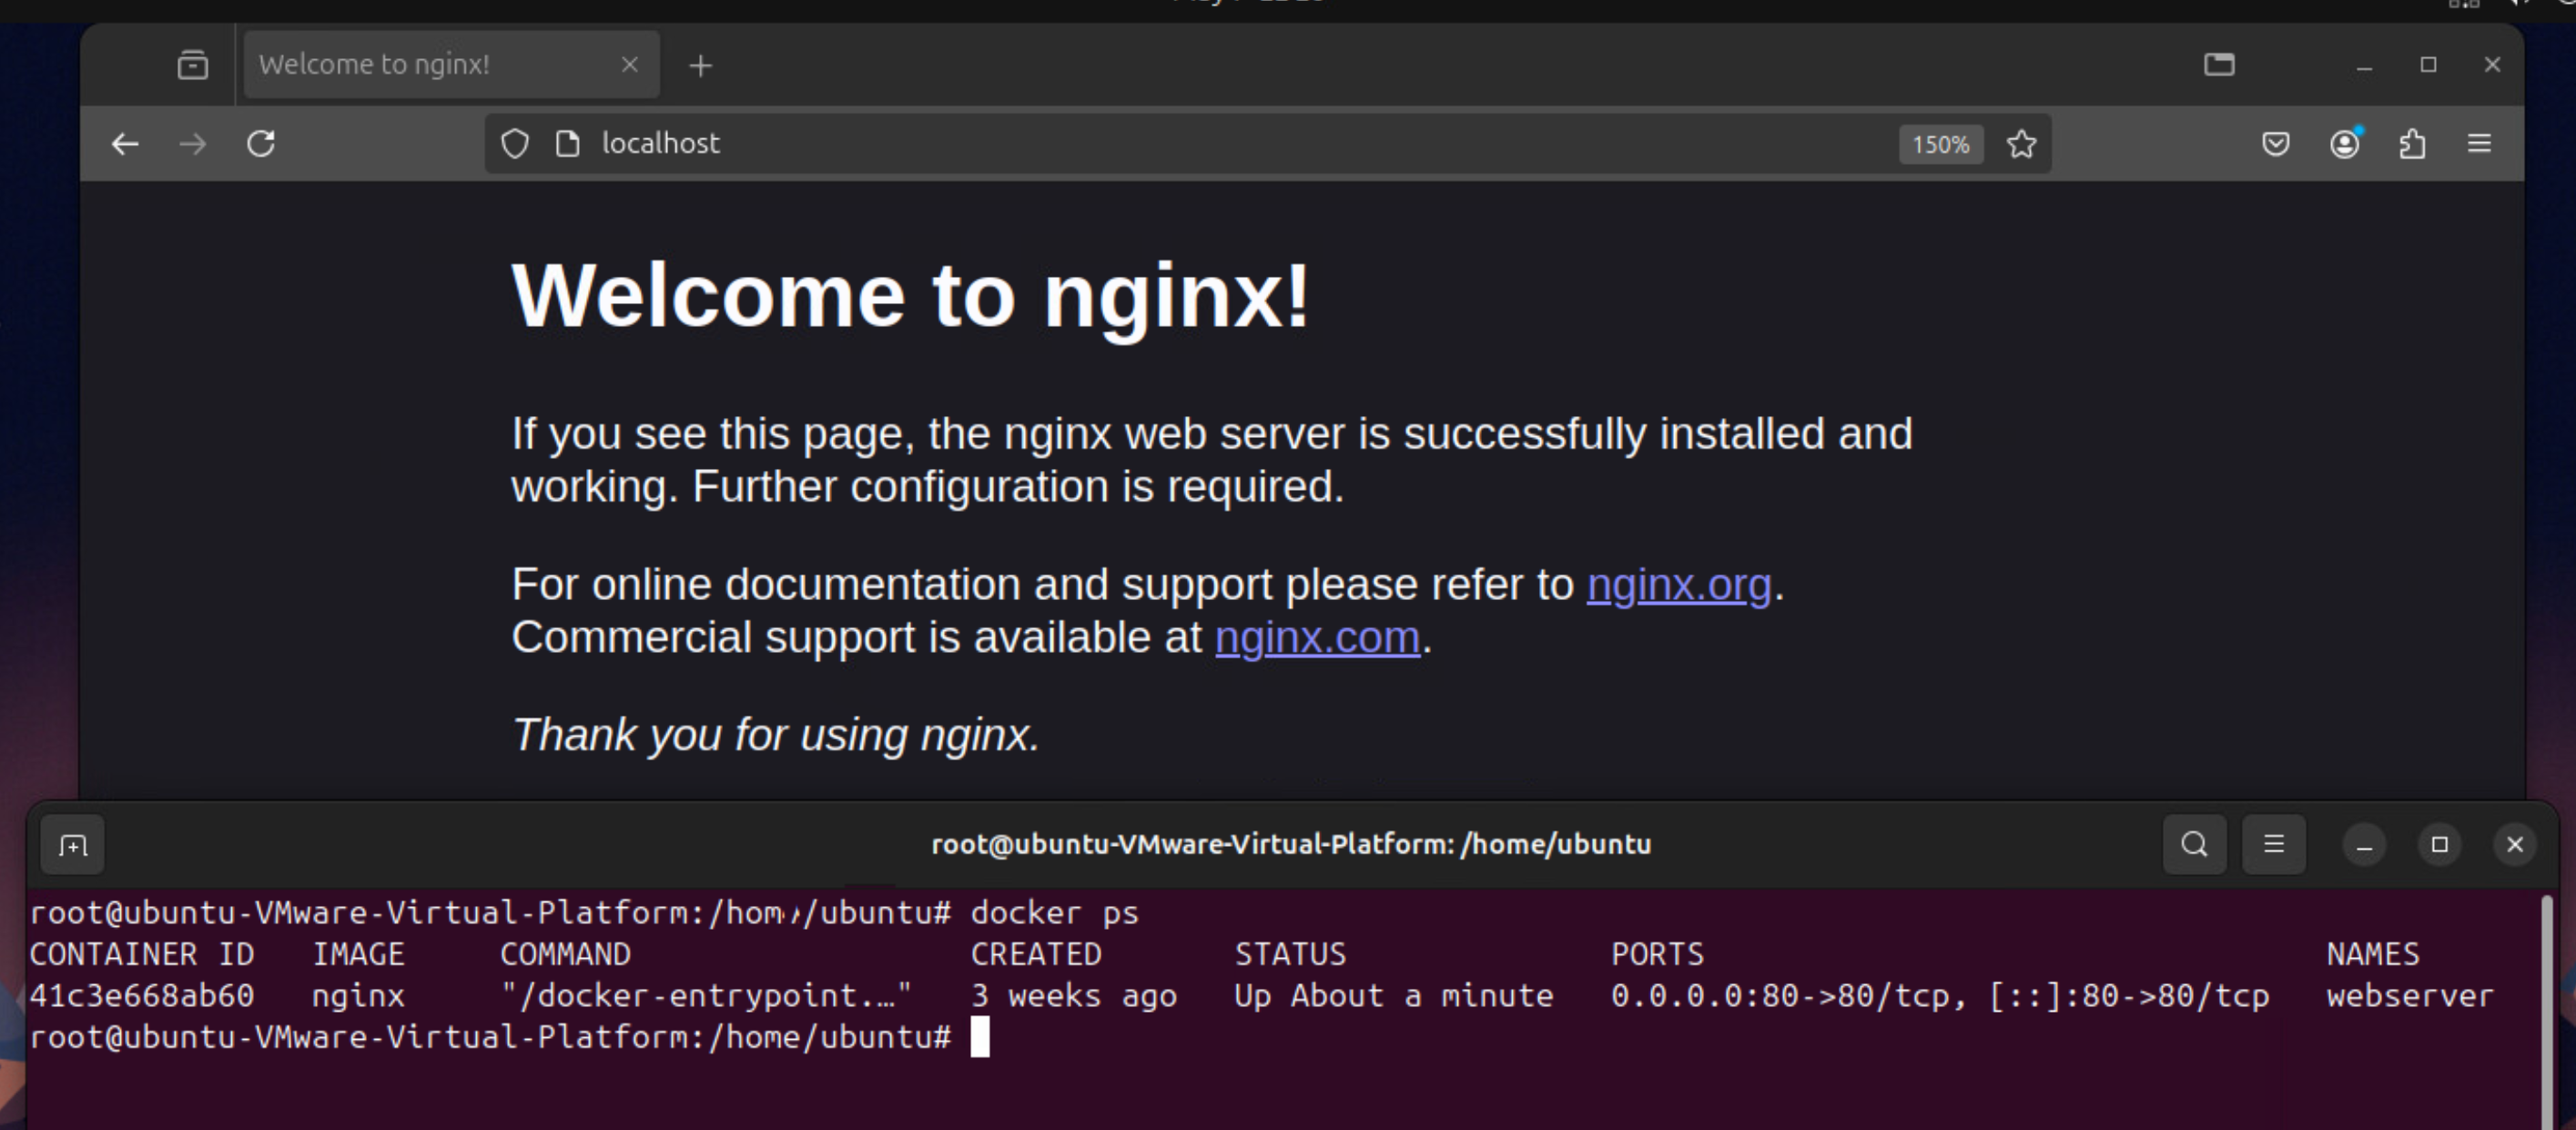 Welcome to nginx!
localhost
150%
Welcome to nginx!
If you see this page, the nginx web server is successfully installed and
working. Further configuration is required.
For online documentation and support please refer to nginx.org.
Commercial support is available at nginx.com.
Thank you for using nginx.
root@ubuntu-VMware-Virtual-Platform: /home/ubuntu
root@ubuntu-VMware-Virtual-Platform:/home/ubuntu# docker ps
CONTAINER ID IMAGE COMMAND CREATED STATUS PORTS NAMES
41c3e668ab60 nginx "/docker-entrypoint.…" 3 weeks ago Up About a minute 0.0.0.0:80->80/tcp, [::]:80->80/tcp webserver
root@ubuntu-VMware-Virtual-Platform:/home/ubuntu#